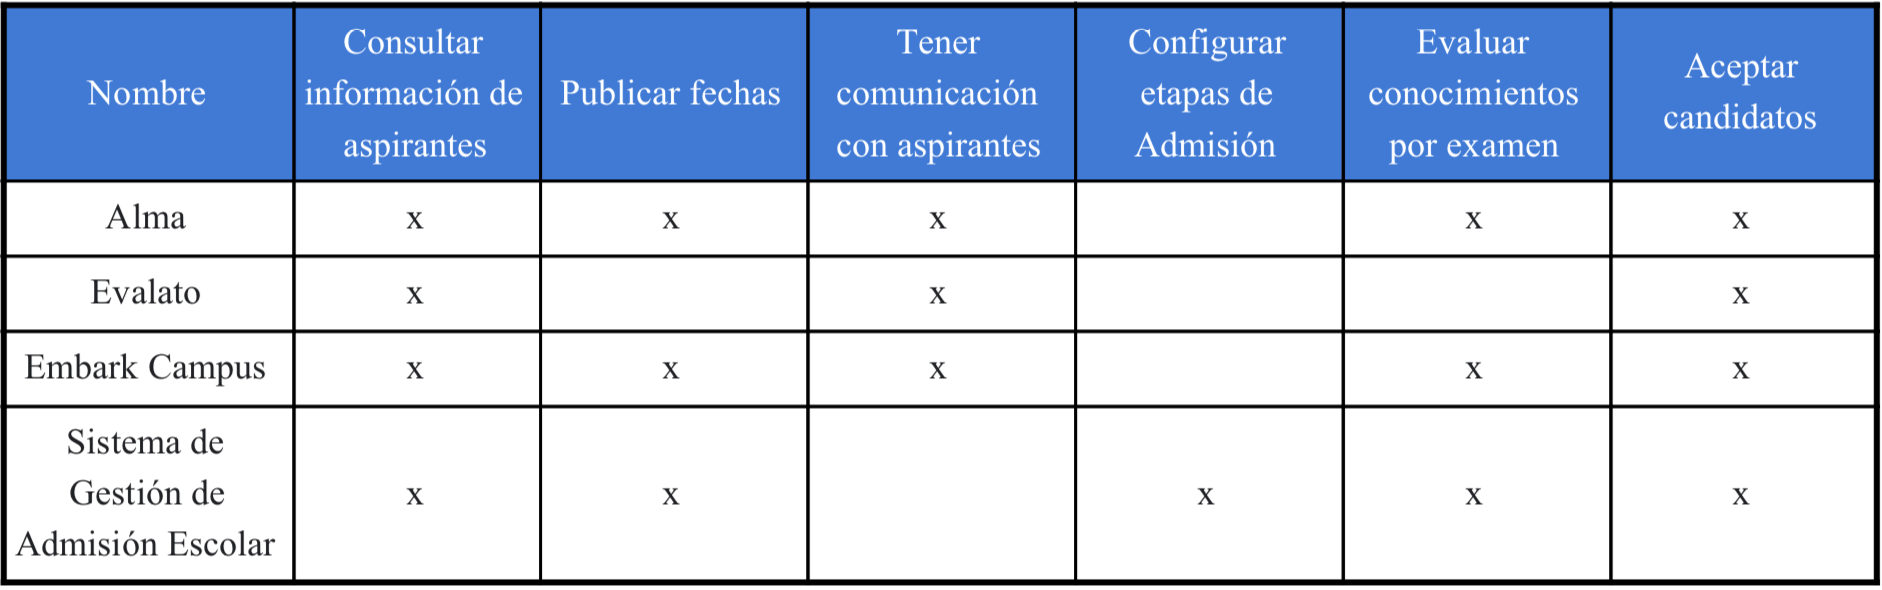 Nombre
Consultar
información de
aspirantes
Publicar fechas
Tener
comunicación
con aspirantes
Configurar
etapas de
Admisión
Evaluar
conocimientos
por examen
Aceptar
candidatos
Alma x x x x x
Evalato x x x
Embark Campus x x x x x
Sistema de
Gestión de
Admisión Escolar
x x x x x